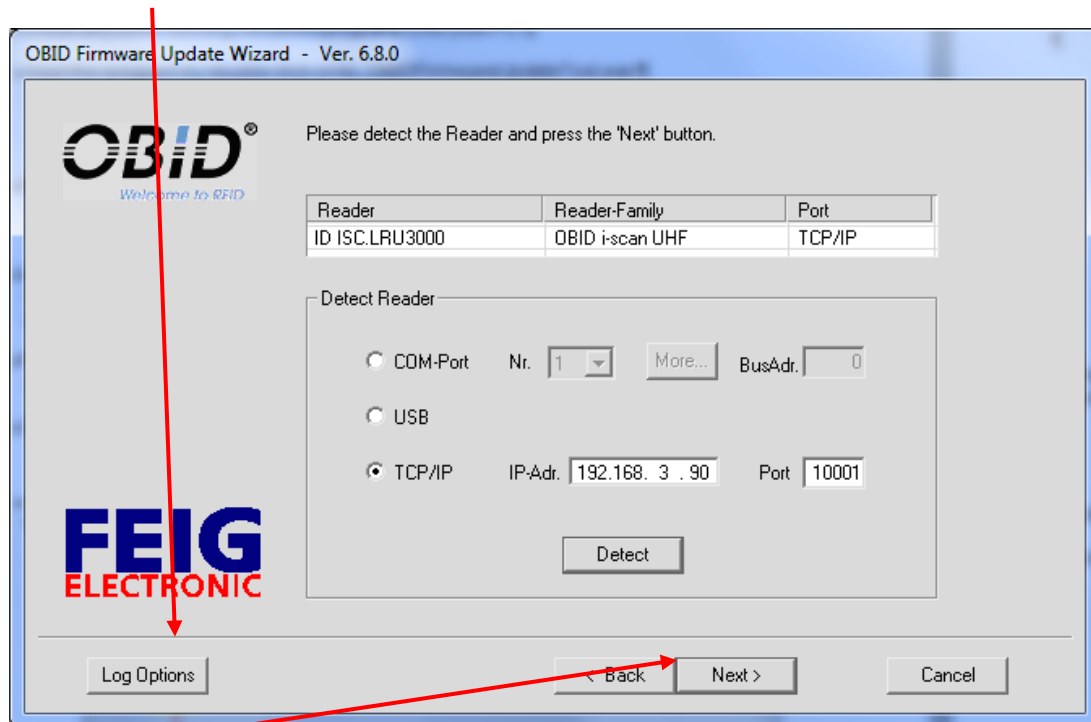 OBID Firmware Update Wizard - Ver. 6.8.0
OBID®
Welcome to RFID
Please detect the Reader and press the 'Next' button.
Reader Reader-Family Port
ID ISC.LRU3000 OBID i-scan UHF TCP/IP
Detect Reader
COM-Port Nr. 1 More... BusAdr. 0
USB
TCP/IP IP-Adr. 192.168. 3 . 90 Port 10001
Detect
FEIG
ELECTRONIC
Log Options < Back Next > Cancel